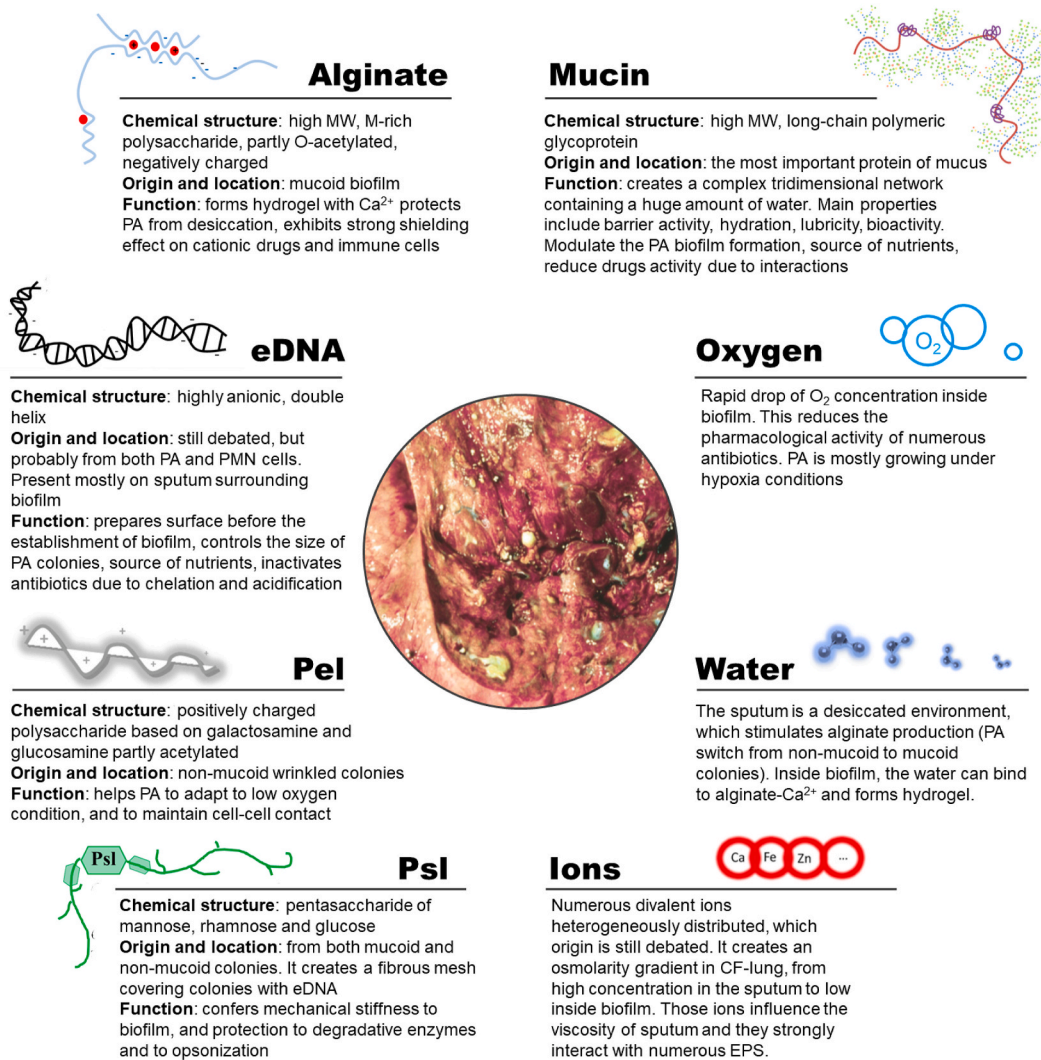 Alginate
Chemical structure: high MW, M-rich
polysaccharide, partly O-acetylated,
negatively charged
Origin and location: mucoid biofilm
Function: forms hydrogel with Ca²⁺ protects
PA from desiccation, exhibits strong shielding
effect on cationic drugs and immune cells
Mucin
Chemical structure: high MW, long-chain polymeric
glycoprotein
Origin and location: the most important protein of mucus
Function: creates a complex tridimensional network
containing a huge amount of water. Main properties
include barrier activity, hydration, lubricity, bioactivity.
Modulate the PA biofilm formation, source of nutrients,
reduce drugs activity due to interactions
eDNA
Chemical structure: highly anionic, double
helix
Origin and location: still debated, but
probably from both PA and PMN cells.
Present mostly on sputum surrounding
biofilm
Function: prepares surface before the
establishment of biofilm, controls the size of
PA colonies, source of nutrients, inactivates
antibiotics due to chelation and acidification
O₂
Oxygen
Rapid drop of O₂ concentration inside
biofilm. This reduces the
pharmacological activity of numerous
antibiotics. PA is mostly growing under
hypoxia conditions
Pel
Chemical structure: positively charged
polysaccharide based on galactosamine and
glucosamine partly acetylated
Origin and location: non-mucoid wrinkled colonies
Function: helps PA to adapt to low oxygen
condition, and to maintain cell-cell contact
Water
The sputum is a desiccated environment,
which stimulates alginate production (PA
switch from non-mucoid to mucoid
colonies). Inside biofilm, the water can bind
to alginate-Ca²⁺ and forms hydrogel.
Psl
Psl
Chemical structure: pentasaccharide of
mannose, rhamnose and glucose
Origin and location: from both mucoid and
non-mucoid colonies. It creates a fibrous mesh
covering colonies with eDNA
Function: confers mechanical stiffness to
biofilm, and protection to degradative enzymes
and to opsonization
Ca Fe Zn ...
Ions
Numerous divalent ions
heterogeneously distributed, which
origin is still debated. It creates an
osmolarity gradient in CF-lung, from
high concentration in the sputum to low
inside biofilm. Those ions influence the
viscosity of sputum and they strongly
interact with numerous EPS.